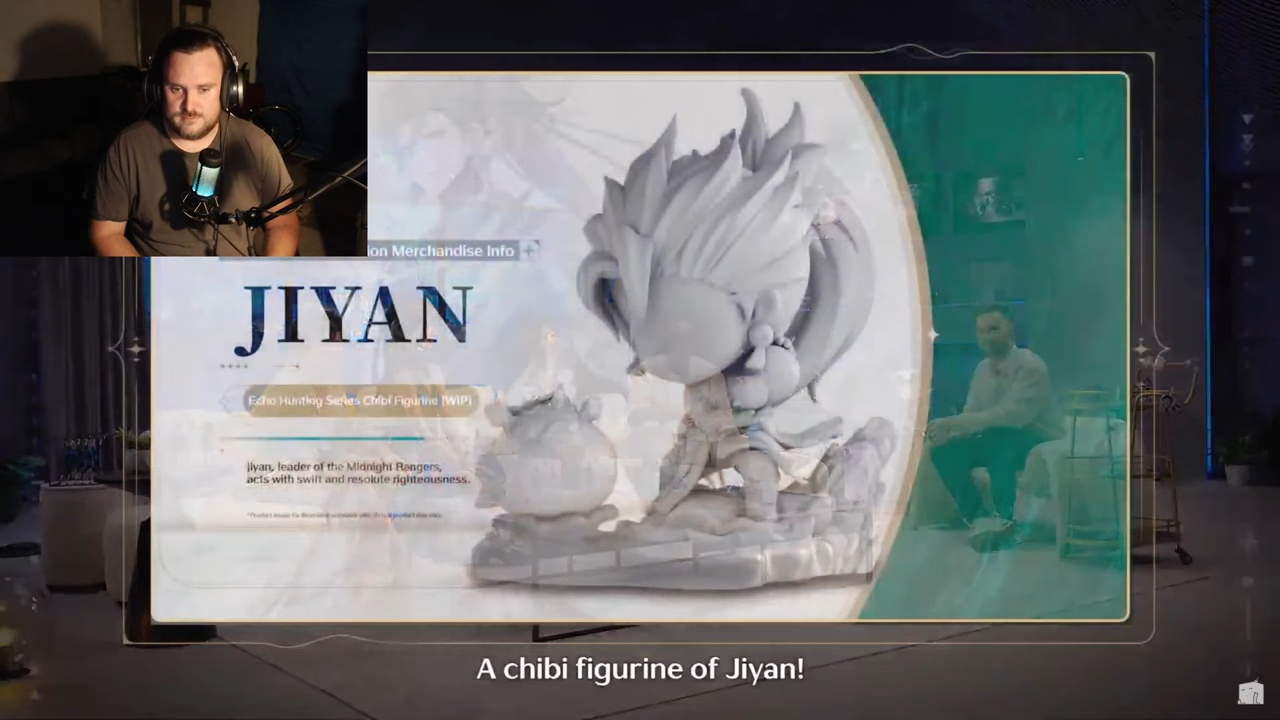 ion Merchandise Info
JIYAN
Echo Hunting Series Chibi Figurine (WIP)
Jiyan, leader of the Midnight Rangers,
acts with swift and resolute righteousness.
A chibi figurine of Jiyan!